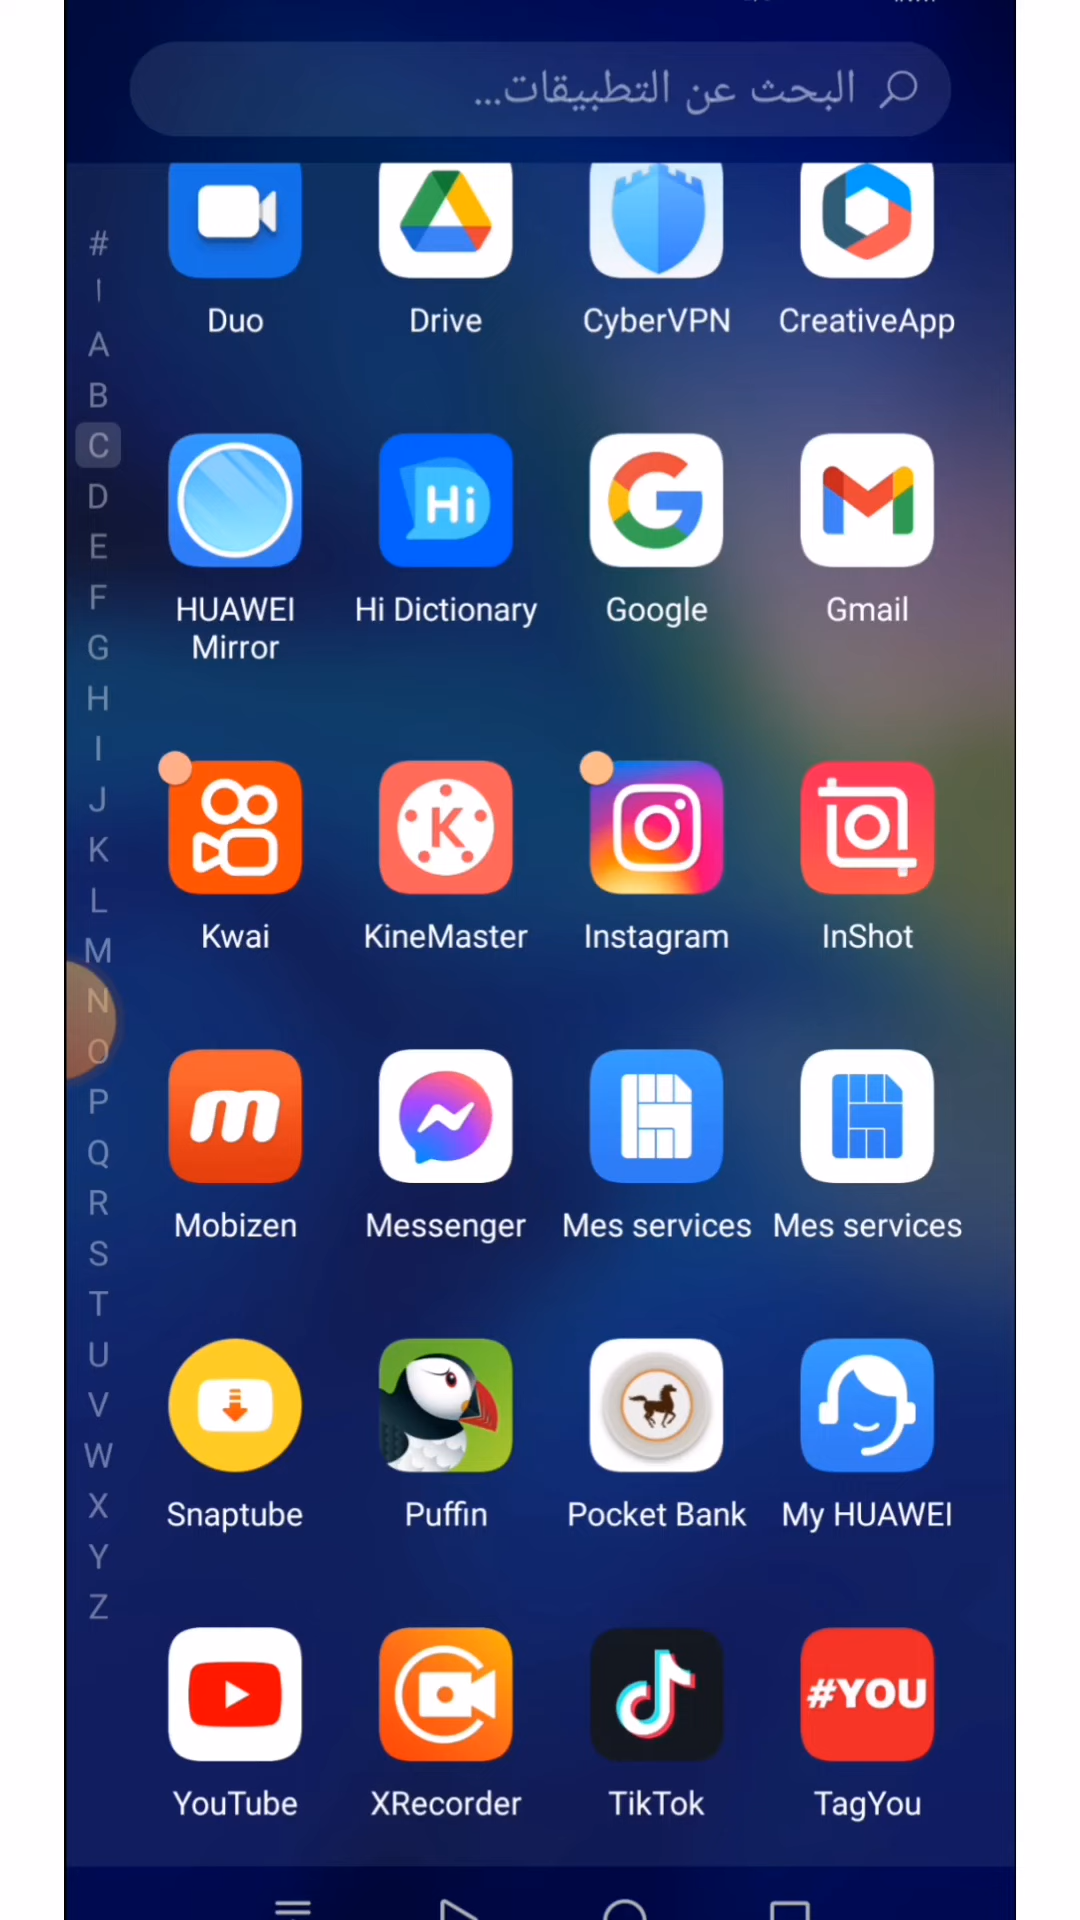 البحث عن التطبيقات...
#
ا
A
B
C
D
E
F
G
H
I
J
K
L
M
N
O
P
Q
R
S
T
U
V
W
X
Y
Z
Duo
Drive
CyberVPN
CreativeApp
Hi
HUAWEI
Mirror
Hi Dictionary
Google
Gmail
K
Kwai
KineMaster
Instagram
InShot
m
Mobizen
Messenger
Mes services
Mes services
Snaptube
Puffin
Pocket Bank
My HUAWEI
#YOU
YouTube
XRecorder
TikTok
TagYou